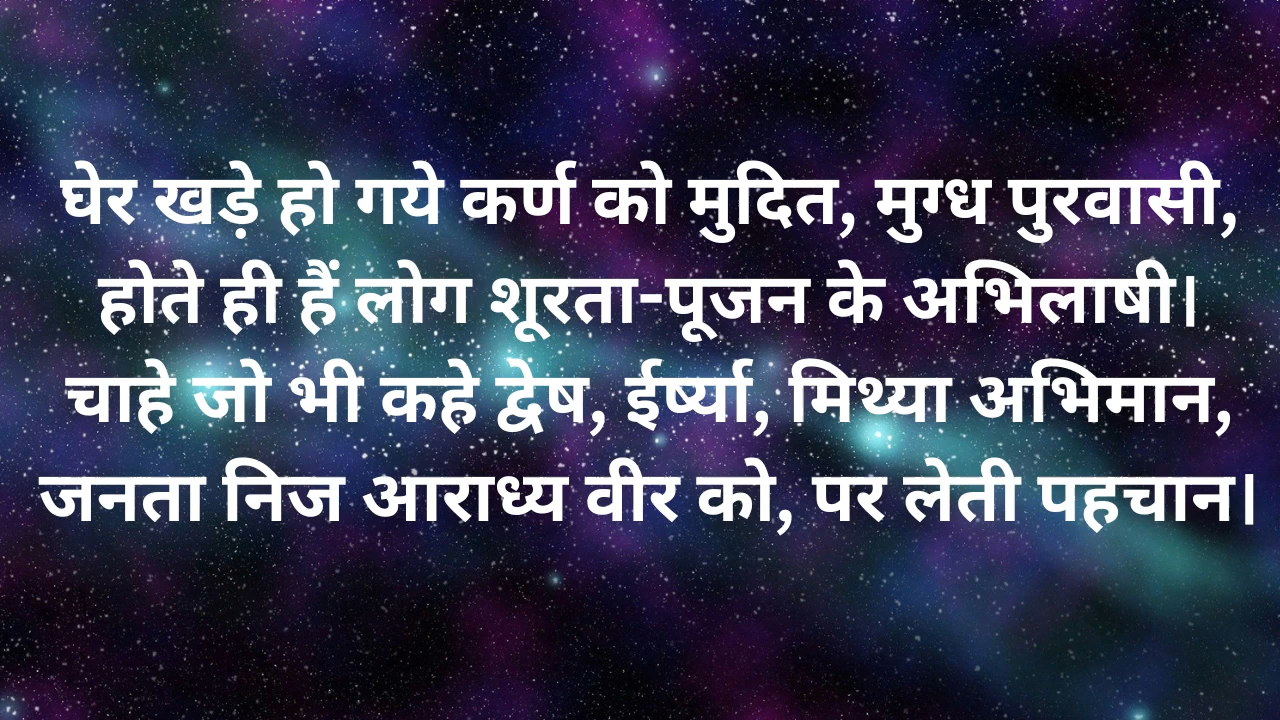 घेर खड़े हो गये कर्ण को मुदित, मुग्ध पुरवासी,
होते ही हैं लोग शूरता-पूजन के अभिलाषी।
चाहे जो भी कहे द्वेष, ईर्ष्या, मिथ्या अभिमान,
जनता निज आराध्य वीर को, पर लेती पहचान।